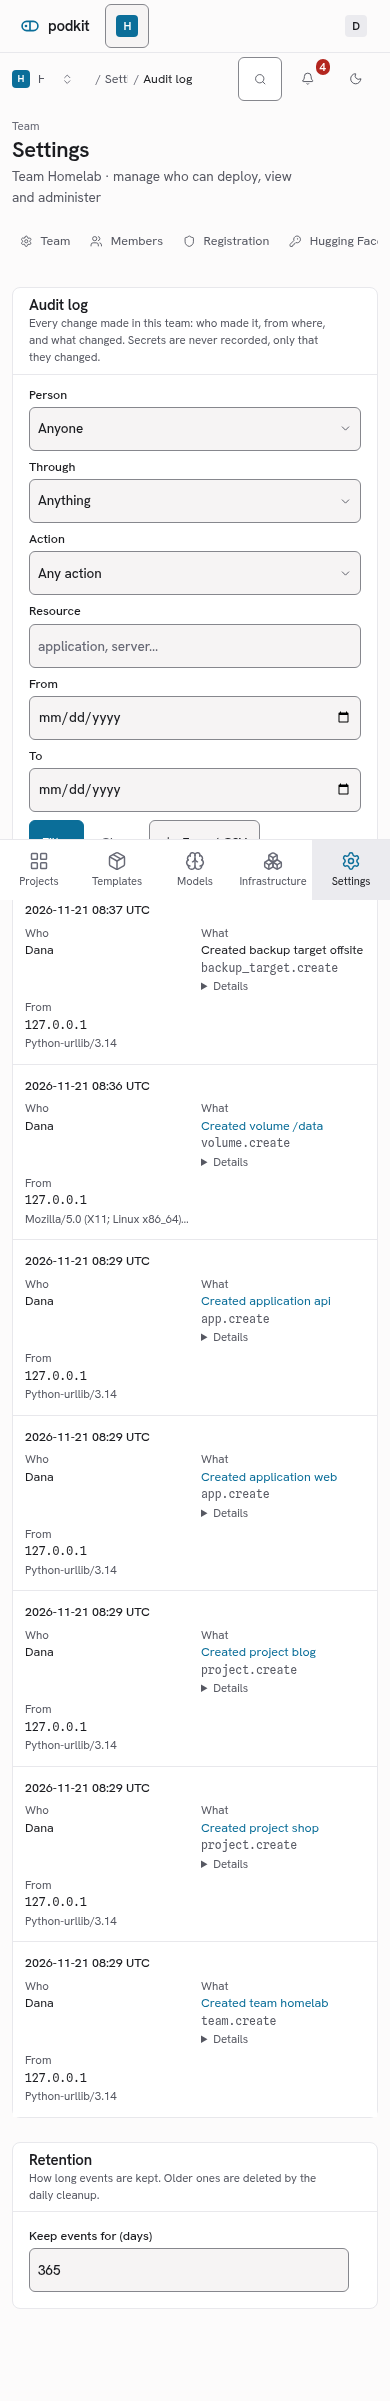 podkit H D
H / Sett / Audit log 4
Team
Settings
Team Homelab · manage who can deploy, view
and administer
Team Members Registration Hugging Fac
Audit log
Every change made in this team: who made it, from where,
and what changed. Secrets are never recorded, only that
they changed.
Person
Anyone
Through
Anything
Action
Any action
Resource
application, server...
From
mm/dd/yyyy
To
mm/dd/yyyy
Projects Templates Models Infrastructure Settings
2026-11-21 08:37 UTC
Who What
Dana Created backup target offsite
backup_target.create
Details
From
127.0.0.1
Python-urllib/3.14
2026-11-21 08:36 UTC
Who What
Dana Created volume /data
volume.create
Details
From
127.0.0.1
Mozilla/5.0 (X11; Linux x86_64)...
2026-11-21 08:29 UTC
Who What
Dana Created application api
app.create
Details
From
127.0.0.1
Python-urllib/3.14
2026-11-21 08:29 UTC
Who What
Dana Created application web
app.create
Details
From
127.0.0.1
Python-urllib/3.14
2026-11-21 08:29 UTC
Who What
Dana Created project blog
project.create
Details
From
127.0.0.1
Python-urllib/3.14
2026-11-21 08:29 UTC
Who What
Dana Created project shop
project.create
Details
From
127.0.0.1
Python-urllib/3.14
2026-11-21 08:29 UTC
Who What
Dana Created team homelab
team.create
Details
From
127.0.0.1
Python-urllib/3.14
Retention
How long events are kept. Older ones are deleted by the
daily cleanup.
Keep events for (days)
365